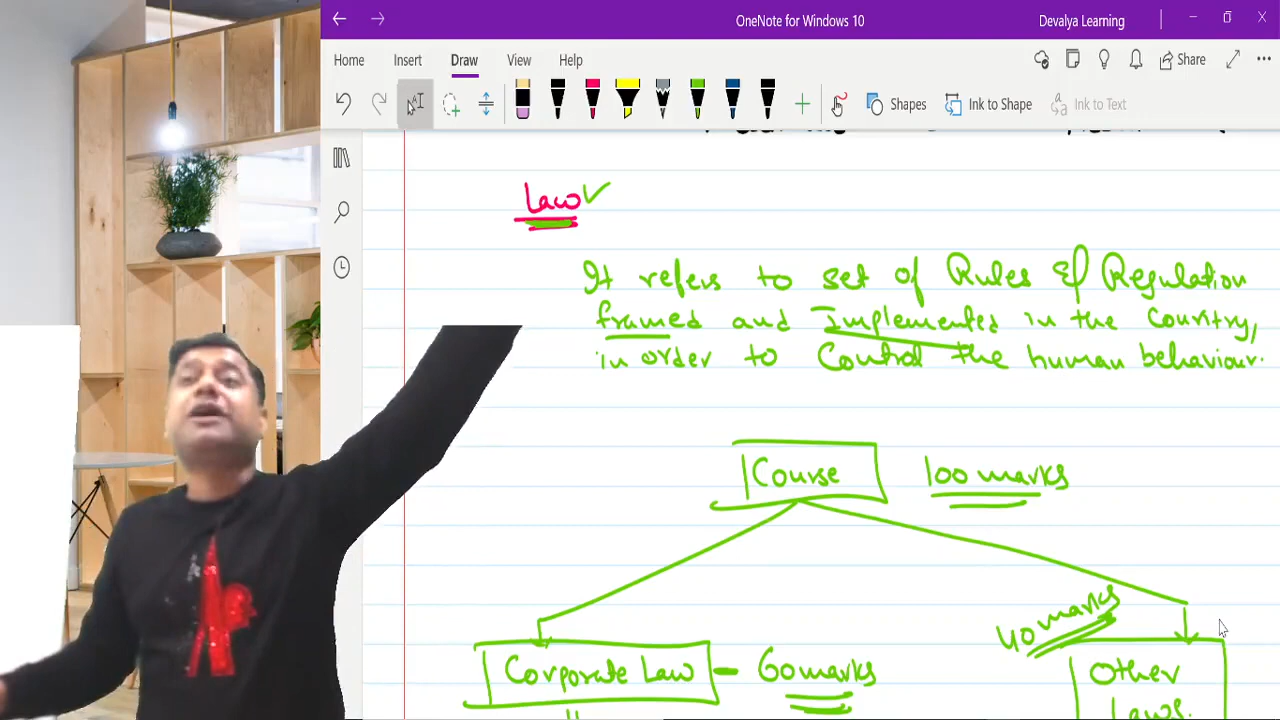 OneNote for Windows 10
Devalya Learning
Home Insert Draw View Help
Share
Shapes
Ink to Shape
Ink to Text
Law
It refers to set of Rules & Regulation
framed and implemented in the country,
in order to Control the human behaviour.
Course 100 marks
40 marks
Corporate Law - 60 marks
Other
Laws.